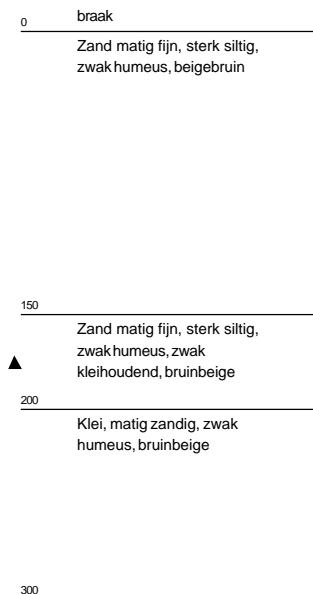 0
braak
Zand matig fijn, sterk siltig,
zwak humeus, beigebruin
150
Zand matig fijn, sterk siltig,
zwak humeus, zwak
kleihoudend, bruinbeige
200
Klei, matig zandig, zwak
humeus, bruinbeige
300